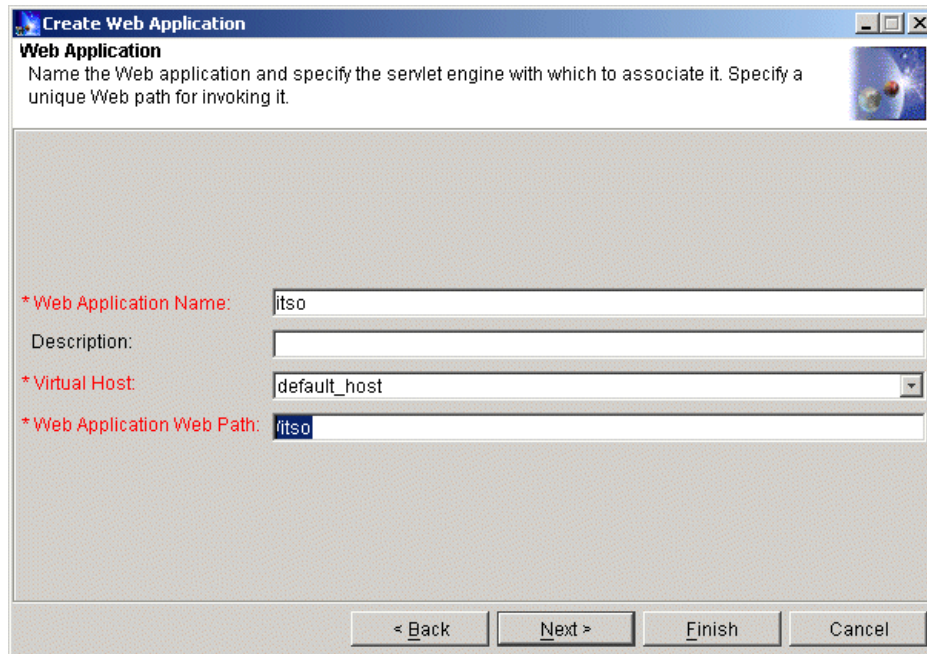 Create Web Application
Web Application
Name the Web application and specify the servlet engine with which to associate it. Specify a
unique Web path for invoking it.
* Web Application Name: itso
Description:
* Virtual Host: default_host
* Web Application Web Path: /itso
< Back Next > Finish Cancel